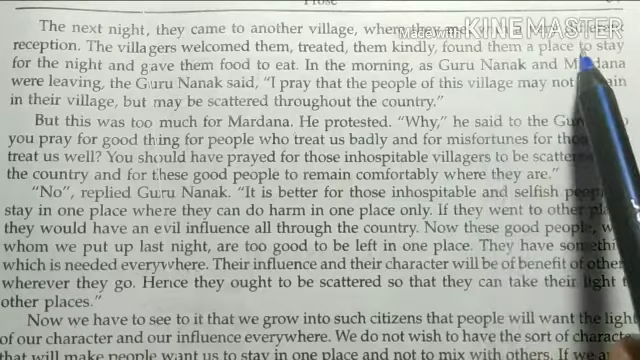 Prose
The next night, they came to another village, where they
Made with KINEMASTER
reception. The villagers welcomed them, treated, them kindly, found them a place to stay
for the night and gave them food to eat. In the morning, as Guru Nanak and Mardana
were leaving, the Guru Nanak said, "I pray that the people of this village may not
in their village, but may be scattered throughout the country."
But this was too much for Mardana. He protested. "Why," he said to the
you pray for good thing for people who treat us badly and for misfortunes for
treat us well? You should have prayed for those inhospitable villagers to be
the country and for these good people to remain comfortably where they are."
"No", replied Guru Nanak. "It is better for those inhospitable and selfish
stay in one place where they can do harm in one place only. If they went to other
they would have an evil influence all through the country. Now these good people,
whom we put up last night, are too good to be left in one place. They have
which is needed everywhere. Their influence and their character will be of benefit of
wherever they go. Hence they ought to be scattered so that they can take their light
other places."
Now we have to see to it that we grow into such citizens that people will want the light
of our character and our influence everywhere. We do not wish to have the sort of
that will make people want us to stay in one place and not to mix with others. If we